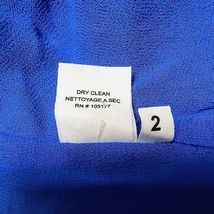 DRY CLEAN
NETTOYAGE A SEC
RN # 105177
2